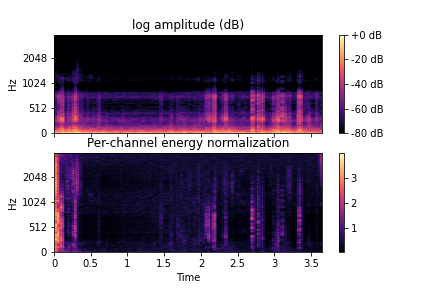 log amplitude (dB)
Hz
2048
1024
512
0
+0 dB
-20 dB
-40 dB
-60 dB
-80 dB
Per-channel energy normalization
Hz
2048
1024
512
0
3
2
1
0 0.5 1 1.5 2 2.5 3 3.5
Time